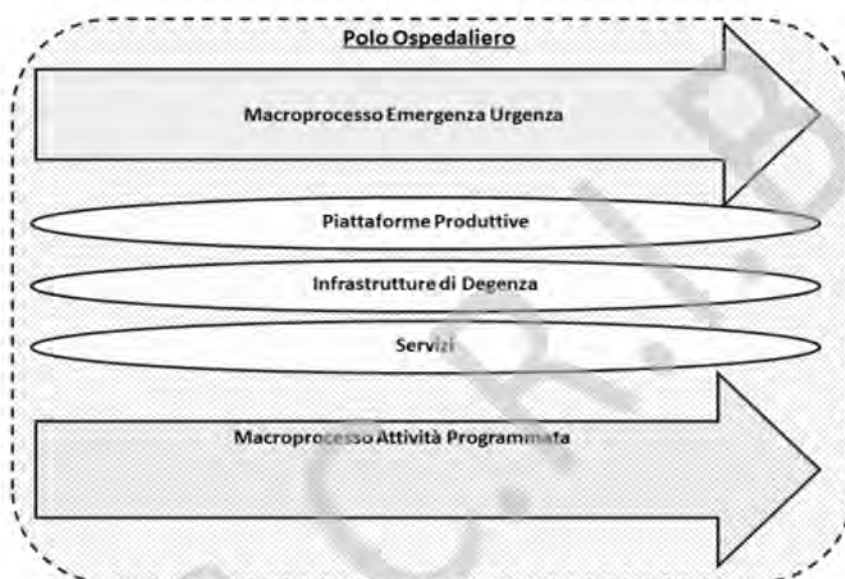 Polo Ospedaliero
Macroprocesso Emergenza Urgenza
Piattaforme Produttive
Infrastrutture di Degenza
Servizi
Macroprocesso Attività Programmata
C.R.I.B